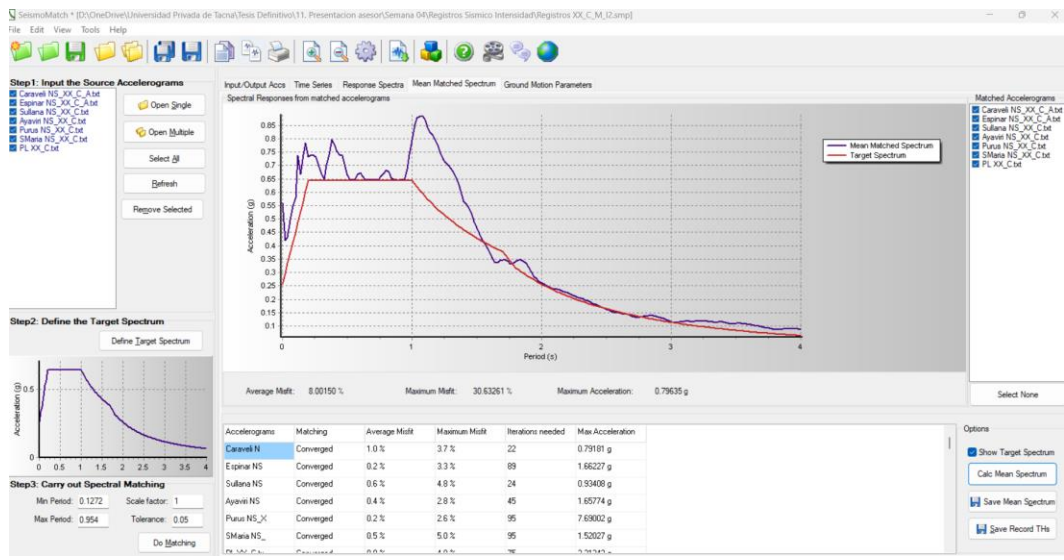 SeismoMatch * [D:\OneDrive\Universidad Privada de Tacna\Tesis Definitivo\11. Presentacion asesor\Semana 04\Registros Sismico Intensidad\Registros XX_C_M_I2.smp]
File Edit View Tools Help
Step1: Input the Source Accelerograms
Caraveli NS_XX_C_A.txt
Espinar NS_XX_C_A.txt
Sullana NS_XX_C.txt
Ayaviri NS_XX_C.txt
Purus NS_XX_C.txt
SMaria NS_XX_C.txt
PL XX_C.txt
Open Single
Open Multiple
Select All
Refresh
Remove Selected
Step2: Define the Target Spectrum
Define Target Spectrum
Acceleration (g)
0.5
0
0 0.5 1 1.5 2 2.5 3 3.5 4
Step3: Carry out Spectral Matching
Min Period: 0.1272 Scale factor: 1
Max Period: 0.954 Tolerance: 0.05
Do Matching
Input/Output Accs Time Series Response Spectra Mean Matched Spectrum Ground Motion Parameters
Spectral Responses from matched accelerograms
Acceleration (g)
0.85
0.8
0.75
0.7
0.65
0.6
0.55
0.5
0.45
0.4
0.35
0.3
0.25
0.2
0.15
0.1
0 1 2 3 4
Period (s)
Mean Matched Spectrum
Target Spectrum
Average Misfit: 8.00150 % Maximum Misfit: 30.63261 % Maximum Acceleration: 0.79635 g
Accelerograms Matching Average Misfit Maximum Misfit Iterations needed Max Acceleration
Caraveli N Converged 1.0 % 3.7 % 22 0.79181 g
Espinar NS Converged 0.2 % 3.3 % 89 1.66227 g
Sullana NS Converged 0.6 % 4.8 % 24 0.93408 g
Ayaviri NS Converged 0.4 % 2.8 % 45 1.65774 g
Purus NS_X Converged 0.2 % 2.6 % 95 7.69002 g
SMaria NS_ Converged 0.5 % 5.0 % 95 1.52027 g
Matched Accelerograms
Caraveli NS_XX_C_A.txt
Espinar NS_XX_C_A.txt
Sullana NS_XX_C.txt
Ayaviri NS_XX_C.txt
Purus NS_XX_C.txt
SMaria NS_XX_C.txt
PL XX_C.txt
Select None
Options
Show Target Spectrum
Calc Mean Spectrum
Save Mean Spectrum
Save Record THs